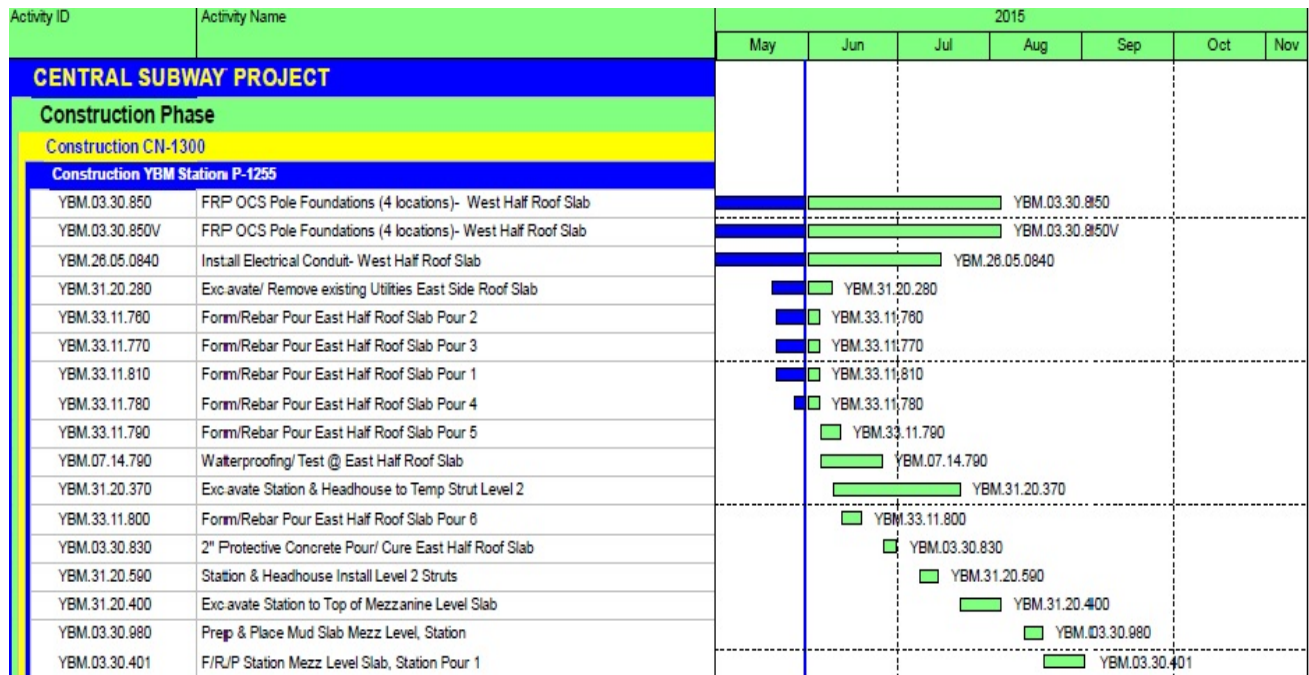 Activity ID Activity Name 2015
May Jun Jul Aug Sep Oct Nov
CENTRAL SUBWAY PROJECT
Construction Phase
Construction CN-1300
Construction YBM Station P-1255
YBM.03.30.850 FRP OCS Pole Foundations (4 locations)- West Half Roof Slab YBM.03.30.850
YBM.03.30.850V FRP OCS Pole Foundations (4 locations)- West Half Roof Slab YBM.03.30.850V
YBM.26.05.0840 Install Electrical Conduit- West Half Roof Slab YBM.26.05.0840
YBM.31.20.280 Excavate/ Remove existing Utilities East Side Roof Slab YBM.31.20.280
YBM.33.11.760 Form/Rebar Pour East Half Roof Slab Pour 2 YBM.33.11.760
YBM.33.11.770 Form/Rebar Pour East Half Roof Slab Pour 3 YBM.33.11.770
YBM.33.11.810 Form/Rebar Pour East Half Roof Slab Pour 1 YBM.33.11.810
YBM.33.11.780 Form/Rebar Pour East Half Roof Slab Pour 4 YBM.33.11.780
YBM.33.11.790 Form/Rebar Pour East Half Roof Slab Pour 5 YBM.33.11.790
YBM.07.14.790 Waterproofing/ Test @ East Half Roof Slab YBM.07.14.790
YBM.31.20.370 Excavate Station & Headhouse to Temp Strut Level 2 YBM.31.20.370
YBM.33.11.800 Form/Rebar Pour East Half Roof Slab Pour 6 YBM.33.11.800
YBM.03.30.830 2" Protective Concrete Pour/ Cure East Half Roof Slab YBM.03.30.830
YBM.31.20.590 Station & Headhouse Install Level 2 Struts YBM.31.20.590
YBM.31.20.400 Excavate Station to Top of Mezzanine Level Slab YBM.31.20.400
YBM.03.30.980 Prep & Place Mud Slab Mezz Level, Station YBM.03.30.980
YBM.03.30.401 F/R/P Station Mezz Level Slab, Station Pour 1 YBM.03.30.401